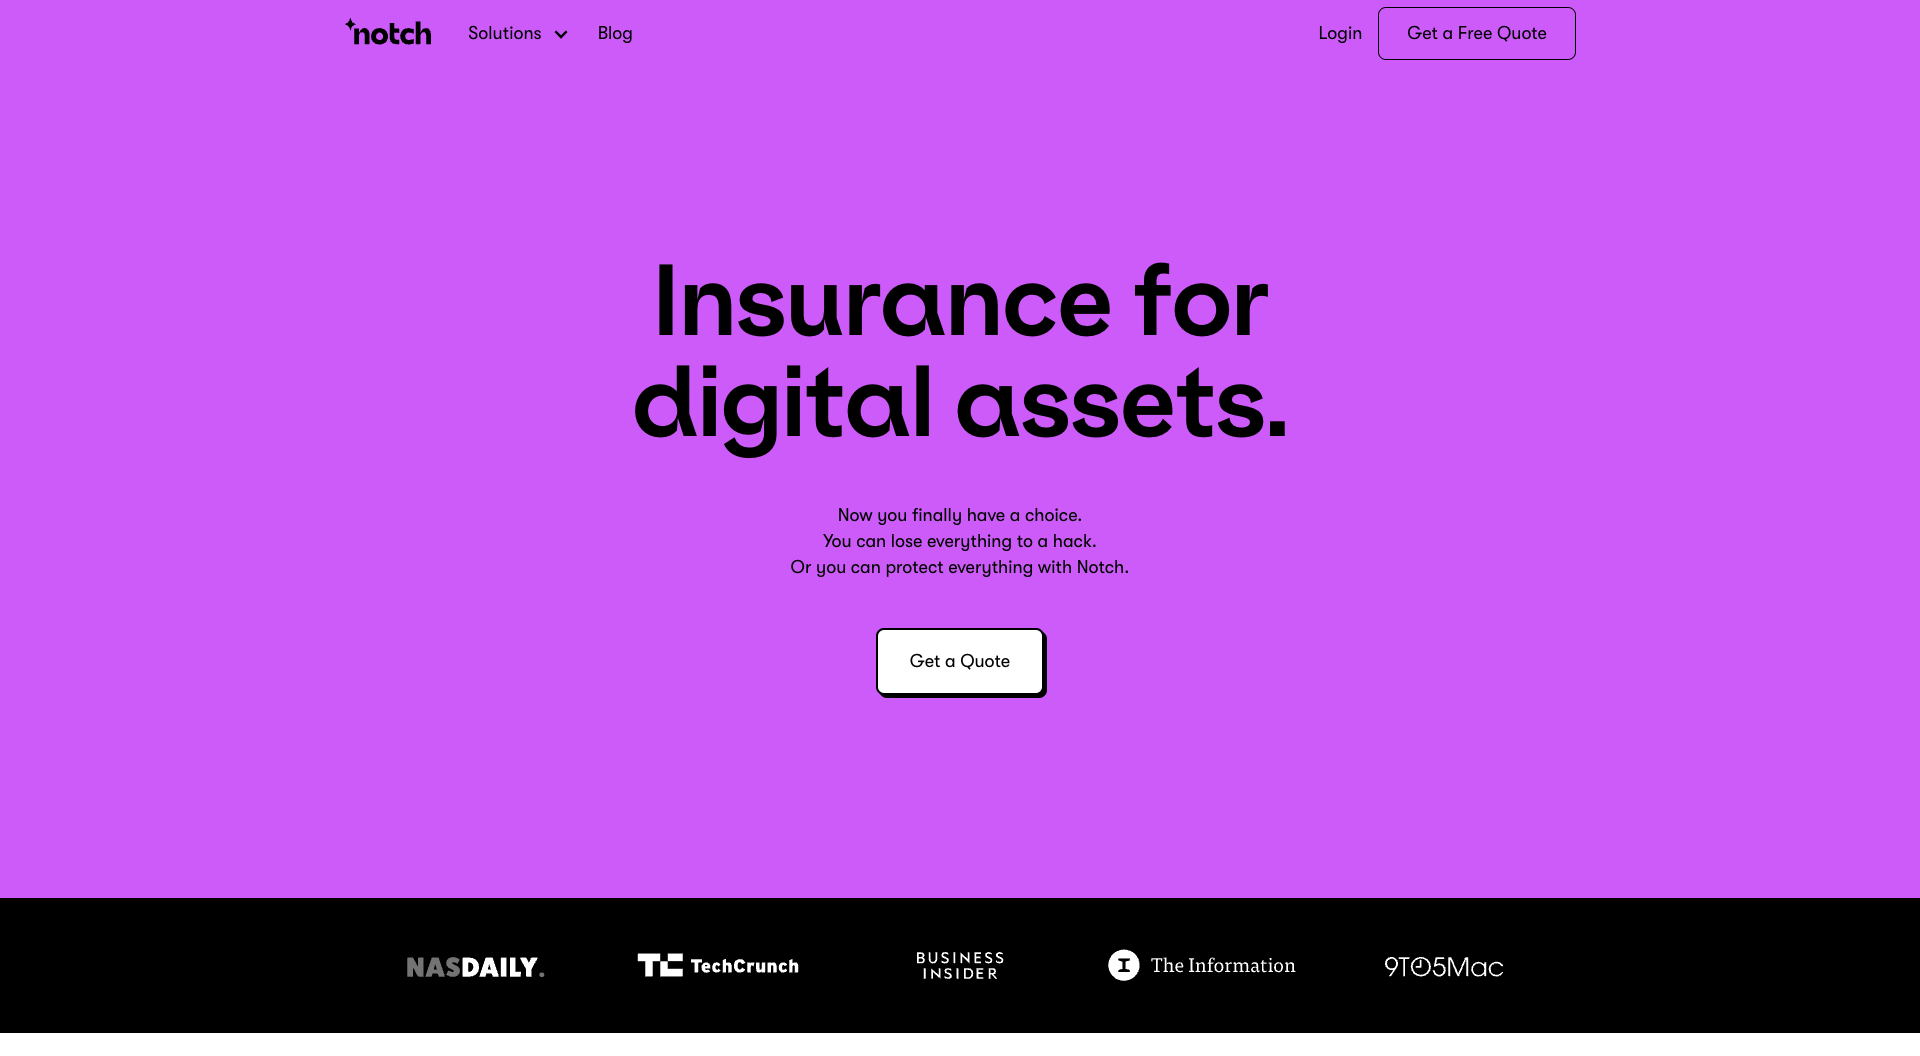 notch
Solutions
Blog
Login
Get a Free Quote
Insurance for
digital assets.
Now you finally have a choice.
You can lose everything to a hack.
Or you can protect everything with Notch.
Get a Quote
NASDAILY.
TC TechCrunch
BUSINESS
INSIDER
I The Information
9TO5Mac